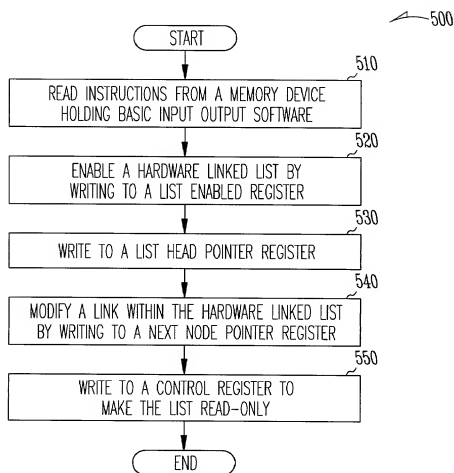 500
START
510
READ INSTRUCTIONS FROM A MEMORY DEVICE
HOLDING BASIC INPUT OUTPUT SOFTWARE
520
ENABLE A HARDWARE LINKED LIST BY
WRITING TO A LIST ENABLED REGISTER
530
WRITE TO A LIST HEAD POINTER REGISTER
540
MODIFY A LINK WITHIN THE HARDWARE LINKED LIST
BY WRITING TO A NEXT NODE POINTER REGISTER
550
WRITE TO A CONTROL REGISTER TO
MAKE THE LIST READ-ONLY
END